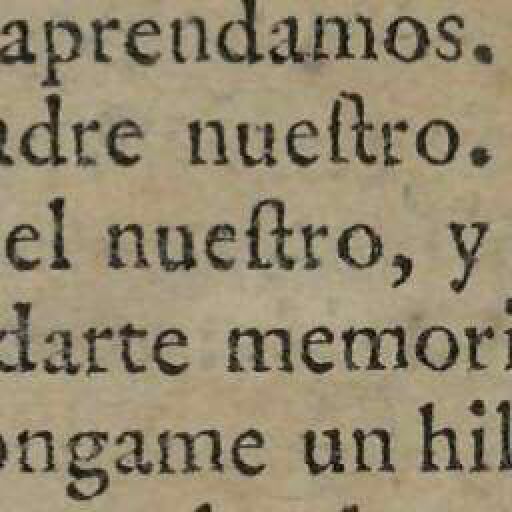 aprendamos.
adre nueſtro.
el nueſtro, y
darte memori
ongame un hil